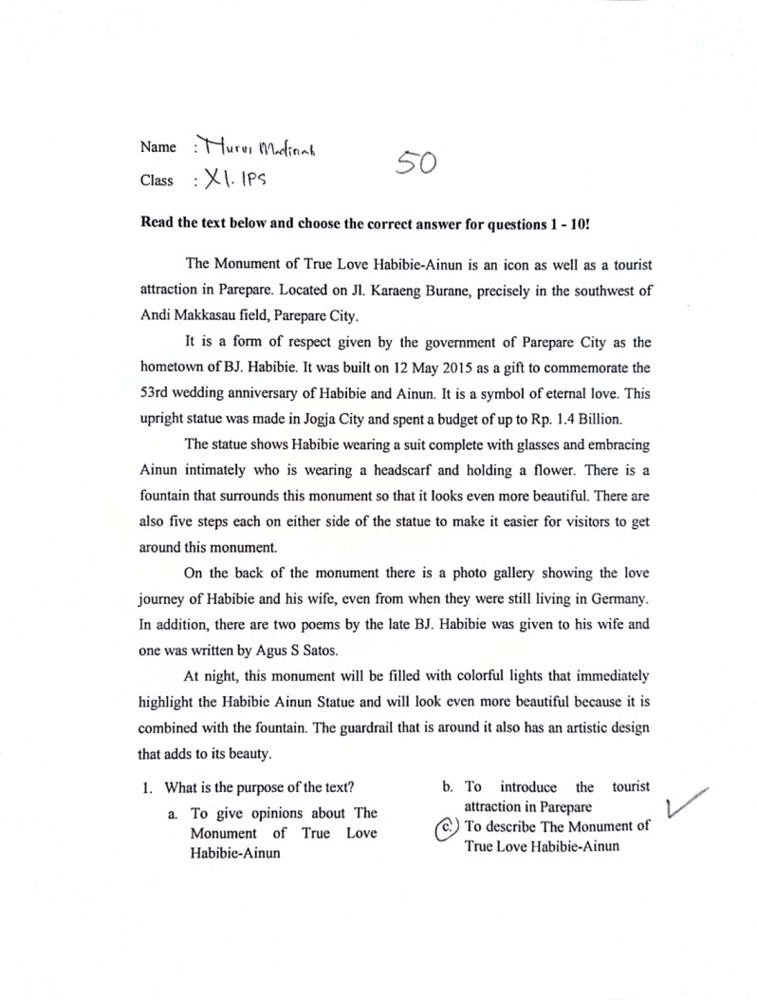 Name : Nurul Madinah
Class : XI. IPS
50
Read the text below and choose the correct answer for questions 1 - 10!
The Monument of True Love Habibie-Ainun is an icon as well as a tourist
attraction in Parepare. Located on Jl. Karaeng Burane, precisely in the southwest of
Andi Makkasau field, Parepare City.
It is a form of respect given by the government of Parepare City as the
hometown of BJ. Habibie. It was built on 12 May 2015 as a gift to commemorate the
53rd wedding anniversary of Habibie and Ainun. It is a symbol of eternal love. This
upright statue was made in Jogja City and spent a budget of up to Rp. 1.4 Billion.
The statue shows Habibie wearing a suit complete with glasses and embracing
Ainun intimately who is wearing a headscarf and holding a flower. There is a
fountain that surrounds this monument so that it looks even more beautiful. There are
also five steps each on either side of the statue to make it easier for visitors to get
around this monument.
On the back of the monument there is a photo gallery showing the love
journey of Habibie and his wife, even from when they were still living in Germany.
In addition, there are two poems by the late BJ. Habibie was given to his wife and
one was written by Agus S Satos.
At night, this monument will be filled with colorful lights that immediately
highlight the Habibie Ainun Statue and will look even more beautiful because it is
combined with the fountain. The guardrail that is around it also has an artistic design
that adds to its beauty.
1. What is the purpose of the text?
a. To give opinions about The
Monument of True Love
Habibie-Ainun
b. To introduce the tourist
attraction in Parepare
c. To describe The Monument of
True Love Habibie-Ainun